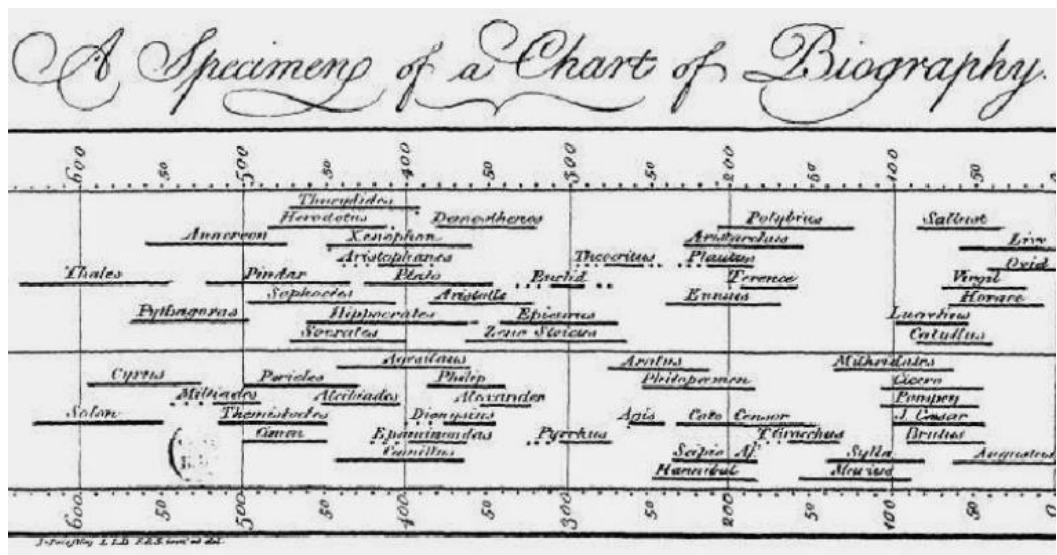 A Specimen of a Chart of Biography.
600 50 500 50 400 50 300 50 200 50 100 50
Thucydides
Herodotus Demosthenes Polybius Sallust
Anacreon Xenophon Aristarchus Livy
Aristophanes Theocritus Plautus Ovid
Thales Pindar Plato Euclid Terence Virgil
Sophocles Aristotle Ennius Horace
Pythagoras Hippocrates Epicurus Lucretius
Socrates Zeno Stoicus Catullus
Agesilaus Aratus Mithridates
Cyrus Pericles Philip Philopoemen Cicero
Miltiades Alcibiades Alexander Pompey
Solon Themistocles Dionysius Agis Cato Censor J. Cæsar
Cimon Epaminondas Pyrrhus T Gracchus Brutus
Camillus Scipio Af. Sylla Augustus
Hannibal Marius
600 50 500 50 400 50 300 50 200 50 100 50 0
L.L.D. F.R.S.